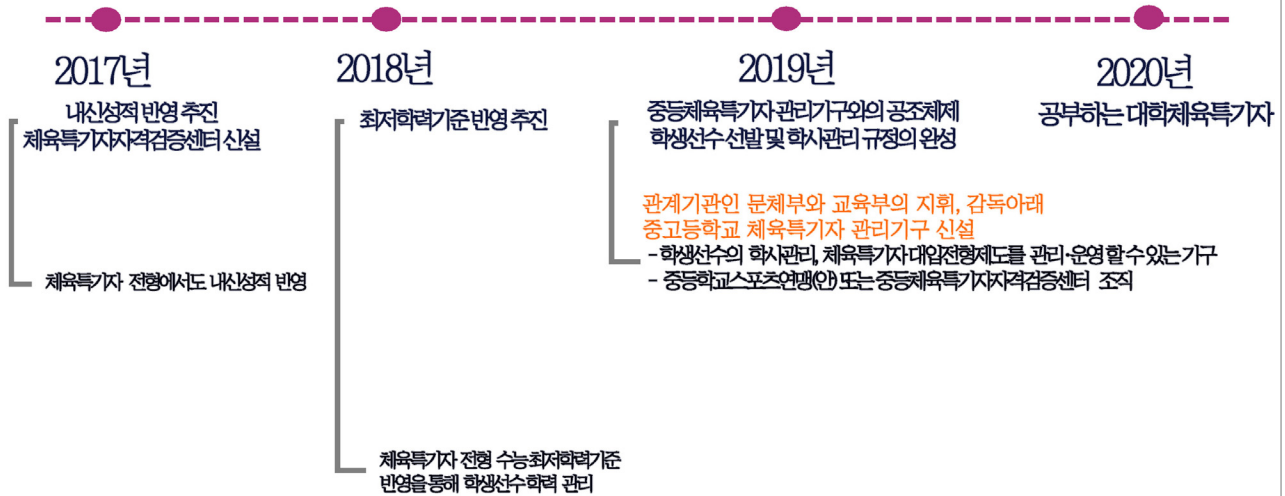 2017년
내신성적 반영 추진
체육특기자자격검증센터 신설
체육특기자 전형에서도 내신성적 반영
2018년
최저학력기준 반영 추진
체육특기자 전형 수능최저학력기준
반영을 통해 학생선수 학력 관리
2019년
중등체육특기자 관리기구와의 공조체제
학생선수 선발 및 학사관리 규정의 완성
관계기관인 문체부와 교육부의 지휘, 감독아래
중고등학교 체육특기자 관리기구 신설
- 학생선수의 학사관리, 체육특기자 대입전형제도를 관리·운영 할 수 있는 기구
- 중등학교스포츠연맹(안) 또는 중등체육특기자자격검증센터 조직
2020년
공부하는 대학체육특기자